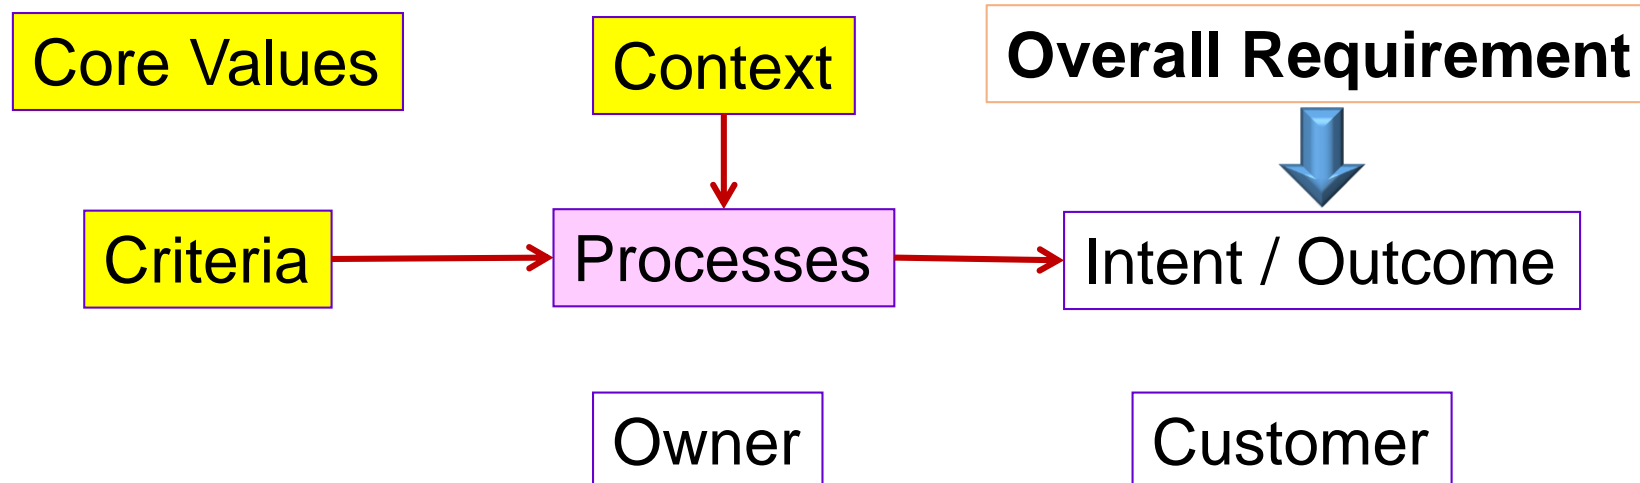 Core Values
Context
Overall Requirement
Criteria
Processes
Intent / Outcome
Owner
Customer